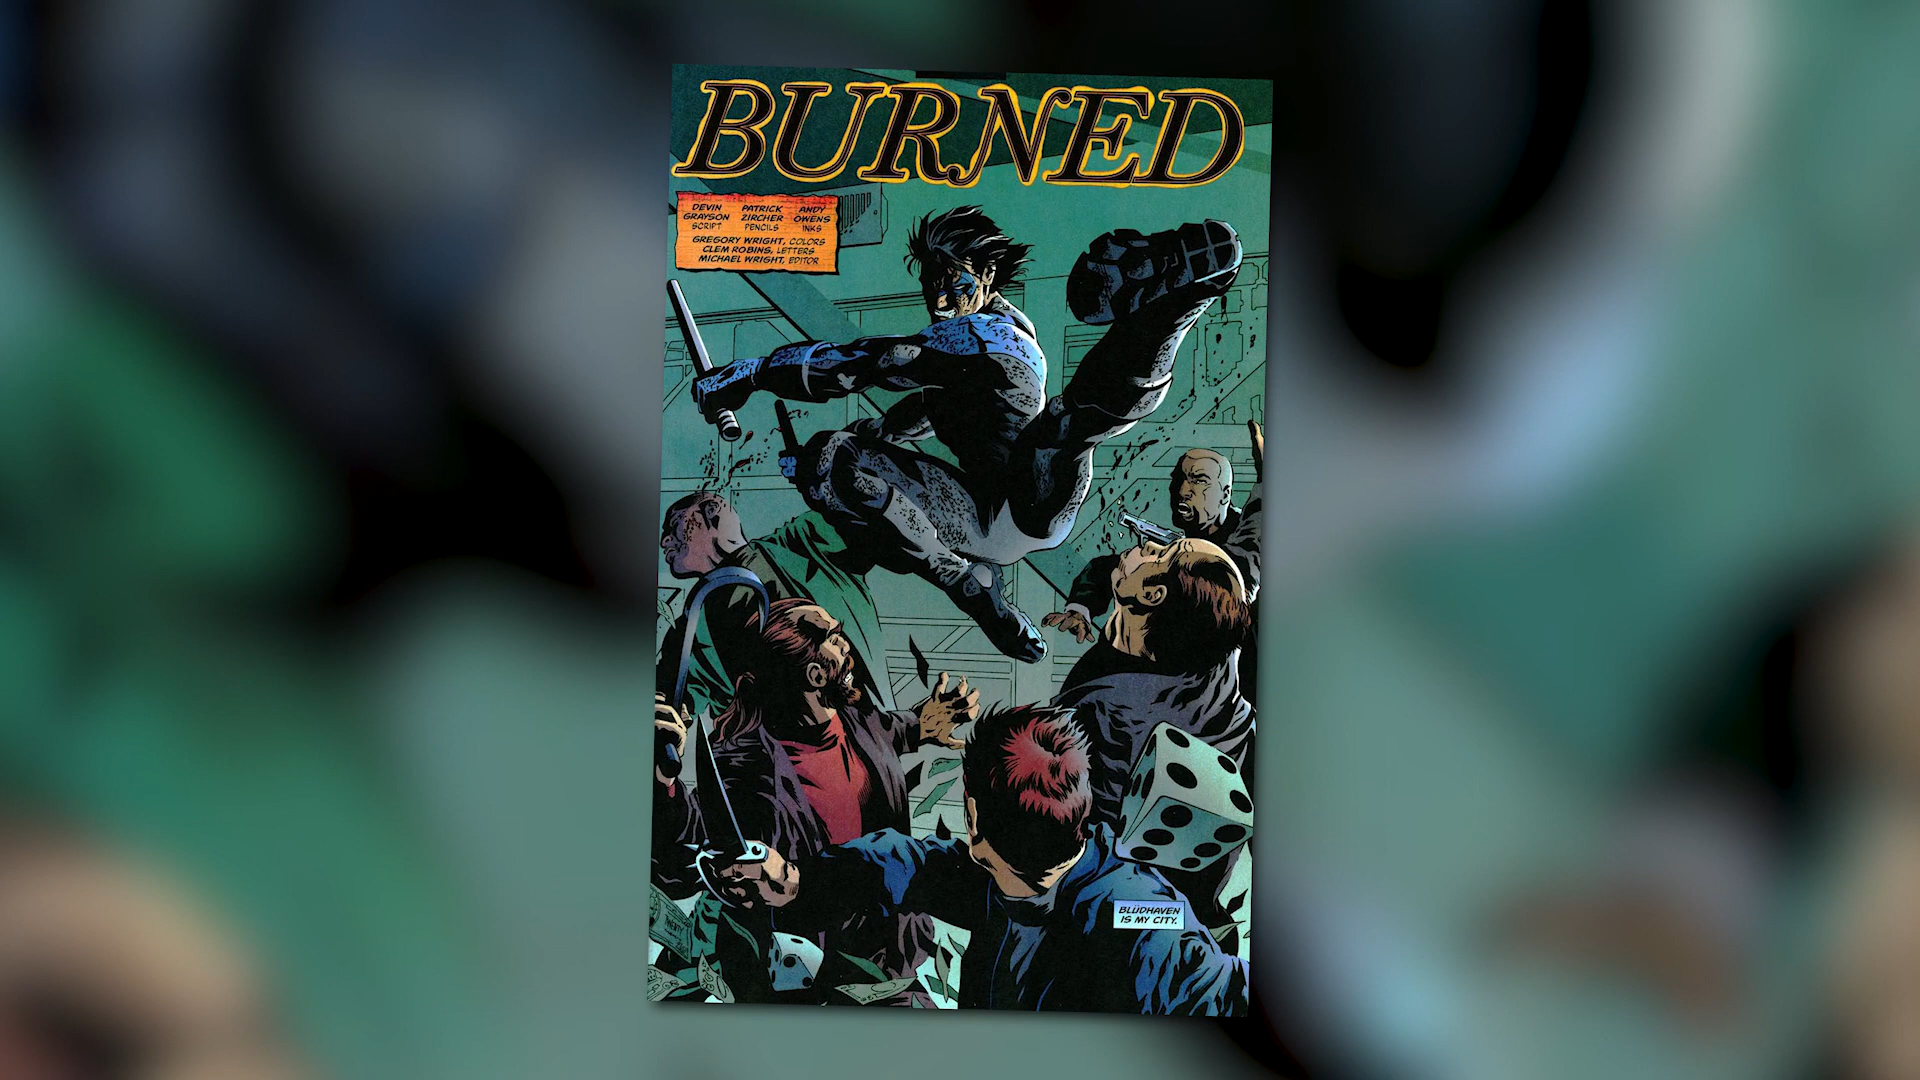 BURNED
DEVIN PATRICK ANDY
GRAYSON ZIRCHER OWENS
SCRIPT PENCILS INKS
GREGORY WRIGHT, COLORS
CLEM ROBINS, LETTERS
MICHAEL WRIGHT, EDITOR
TWENTY
BLÜDHAVEN
IS MY CITY.